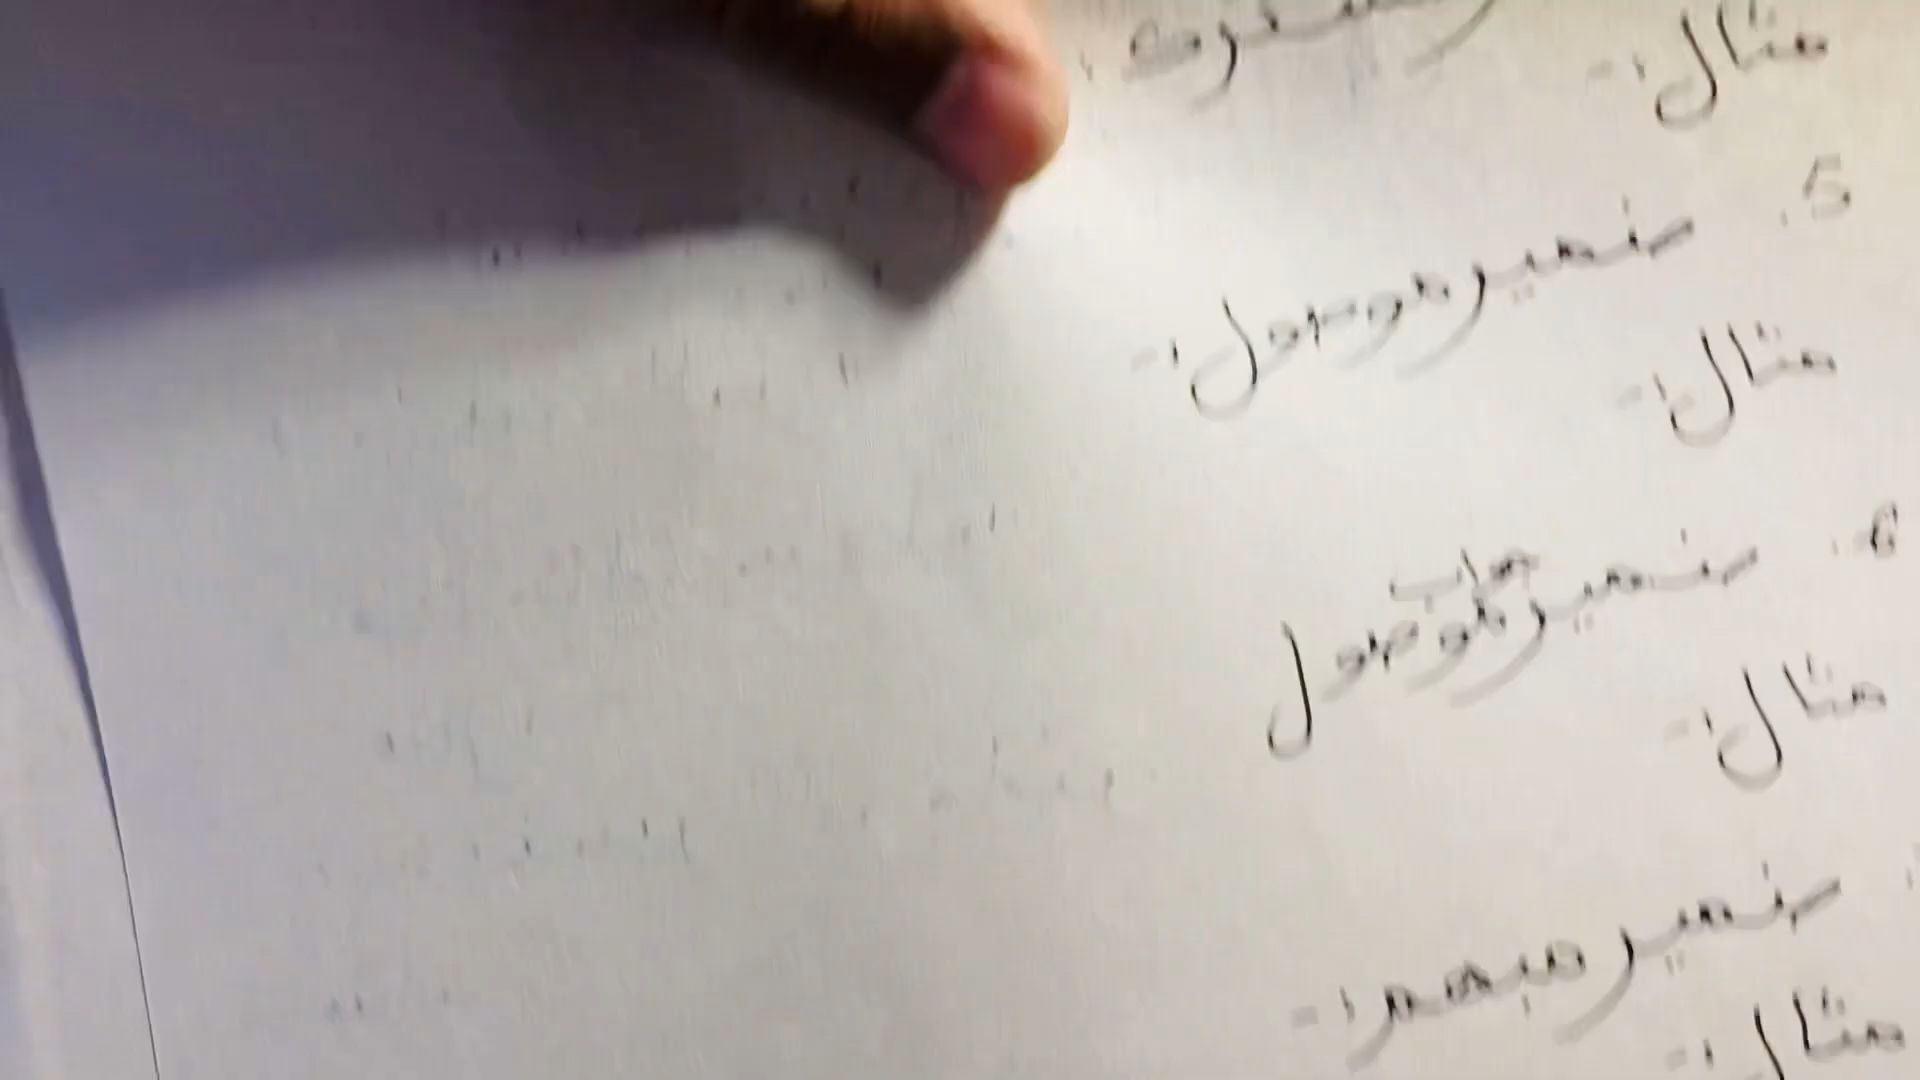 مثال :-
5. ضمير موصول :-
مثال :-
6. ضمير جواب موصول
مثال :-
ضمير مبهم :-
مثال :-